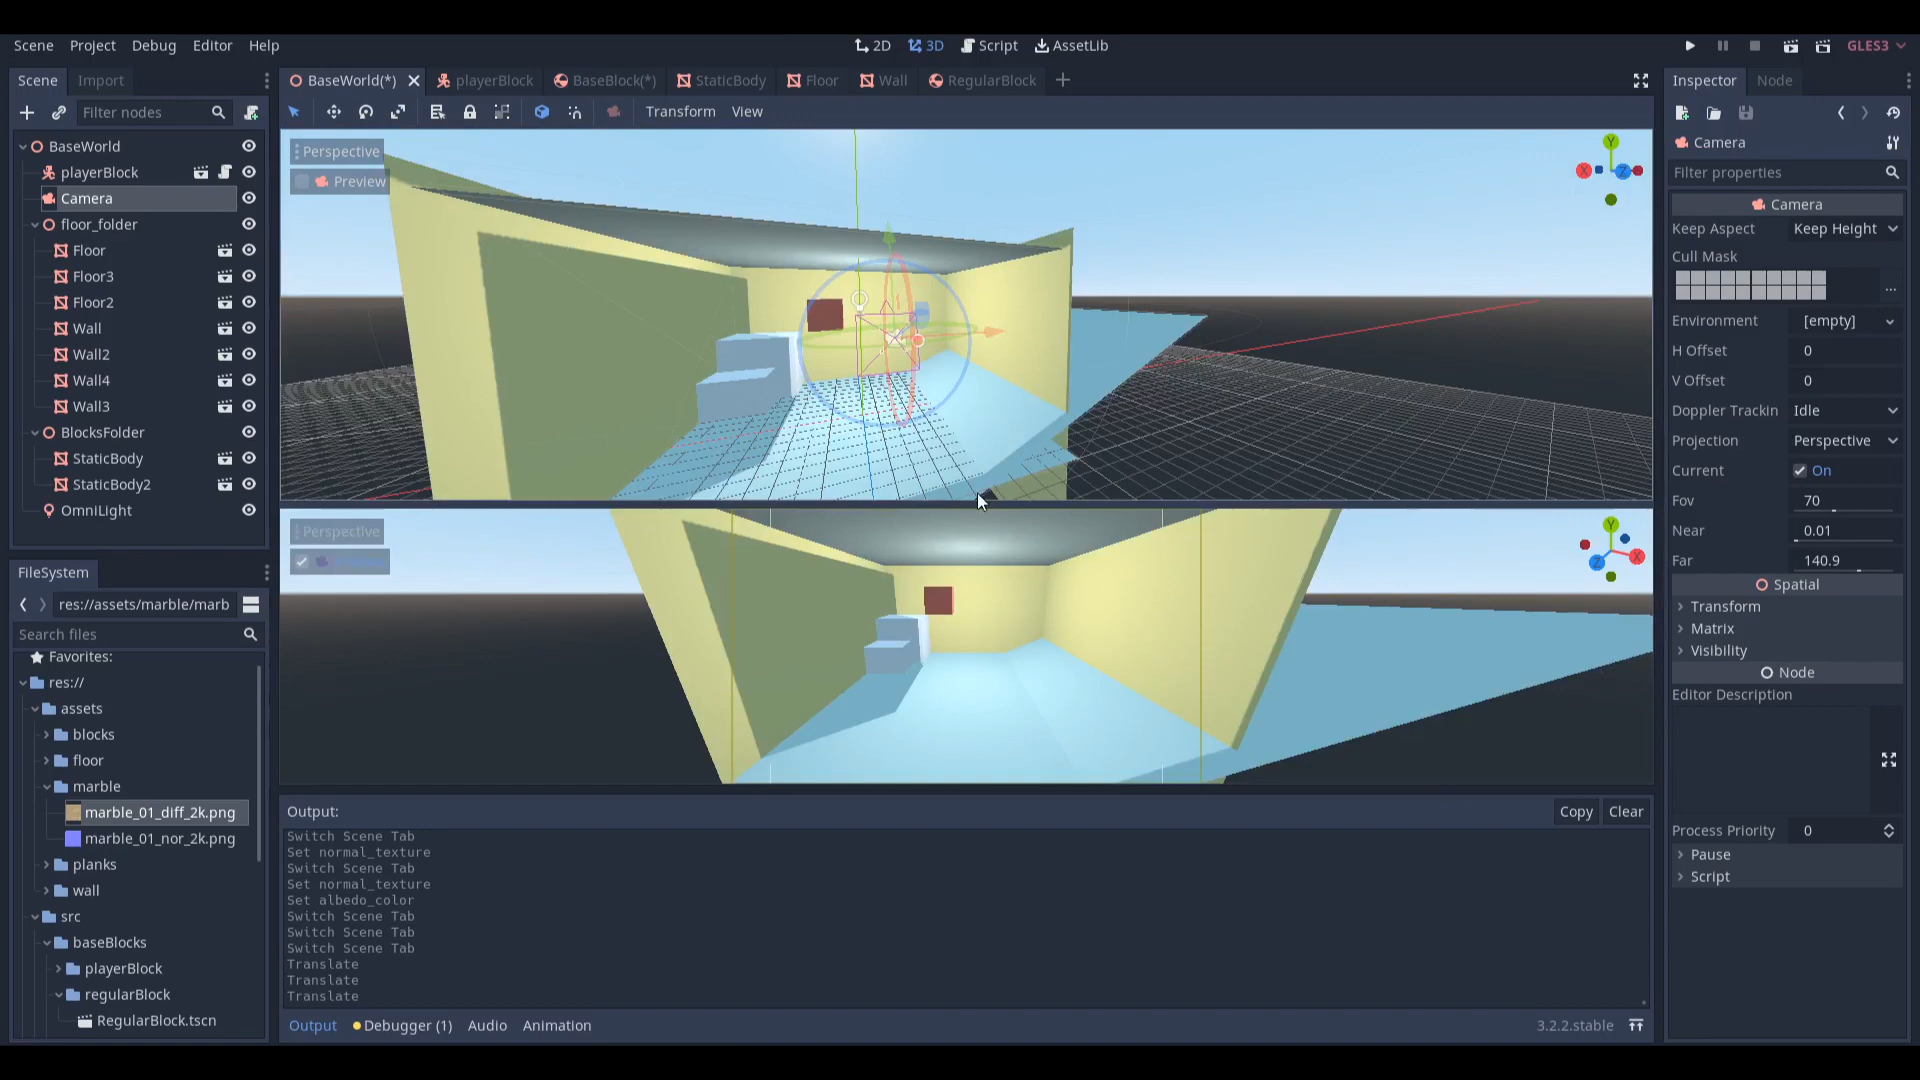 Scene Project Debug Editor Help
2D 3D Script AssetLib
GLES3
Scene Import
BaseWorld(*) playerBlock BaseBlock(*) StaticBody Floor Wall RegularBlock
Inspector Node
Filter nodes
Transform View
BaseWorld
playerBlock
Camera
floor_folder
Floor
Floor3
Floor2
Wall
Wall2
Wall4
Wall3
BlocksFolder
StaticBody
StaticBody2
OmniLight
FileSystem
res://assets/marble/marb
Search files
Favorites:
res://
assets
blocks
floor
marble
marble_01_diff_2k.png
marble_01_nor_2k.png
planks
wall
src
baseBlocks
playerBlock
regularBlock
RegularBlock.tscn
Perspective
Preview
Y
X
Z
Perspective
Y
X
Z
Output:
Copy Clear
Switch Scene Tab
Set normal_texture
Switch Scene Tab
Set normal_texture
Set albedo_color
Switch Scene Tab
Switch Scene Tab
Switch Scene Tab
Translate
Translate
Translate
Output Debugger (1) Audio Animation
3.2.2.stable
Camera
Filter properties
Camera
Keep Aspect Keep Height
Cull Mask
...
Environment [empty]
H Offset 0
V Offset 0
Doppler Trackin Idle
Projection Perspective
Current On
Fov 70
Near 0.01
Far 140.9
Spatial
Transform
Matrix
Visibility
Node
Editor Description
Process Priority 0
Pause
Script